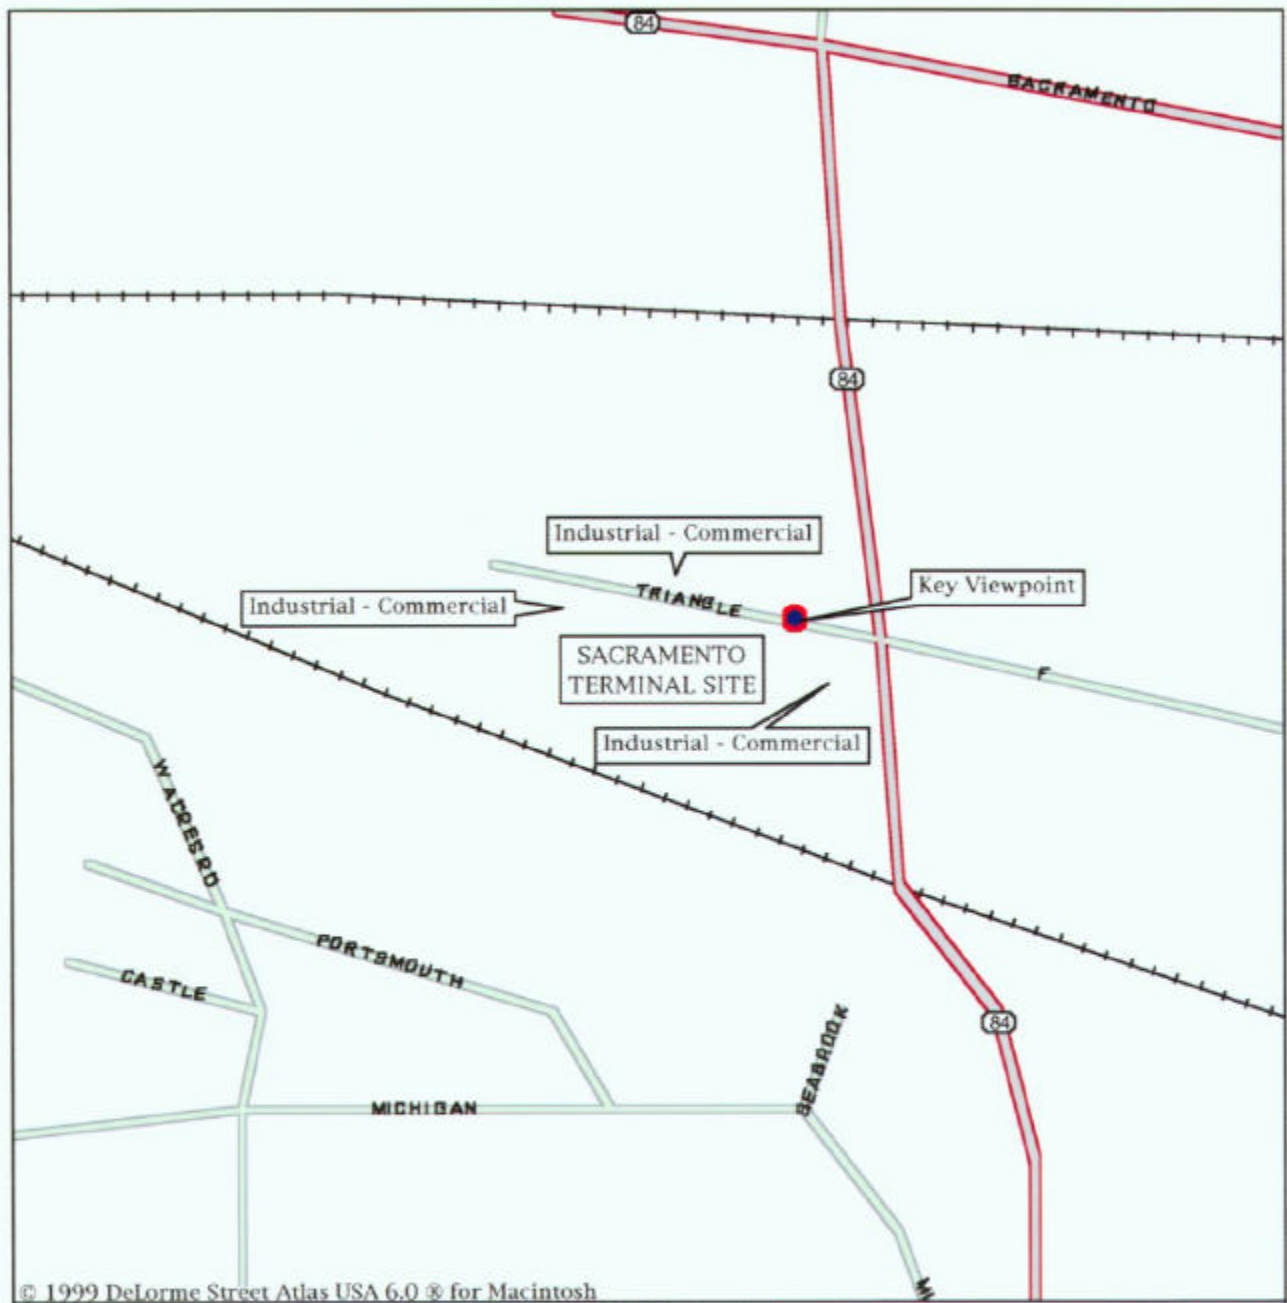 84
SACRAMENTO
84
Industrial - Commercial
Key Viewpoint
Industrial - Commercial
TRIANGLE
SACRAMENTO
TERMINAL SITE
F
Industrial - Commercial
W ACRES RD
PORTSMOUTH
CASTLE
SEABROOK
84
MICHIGAN
MI
© 1999 DeLorme Street Atlas USA 6.0 ® for Macintosh